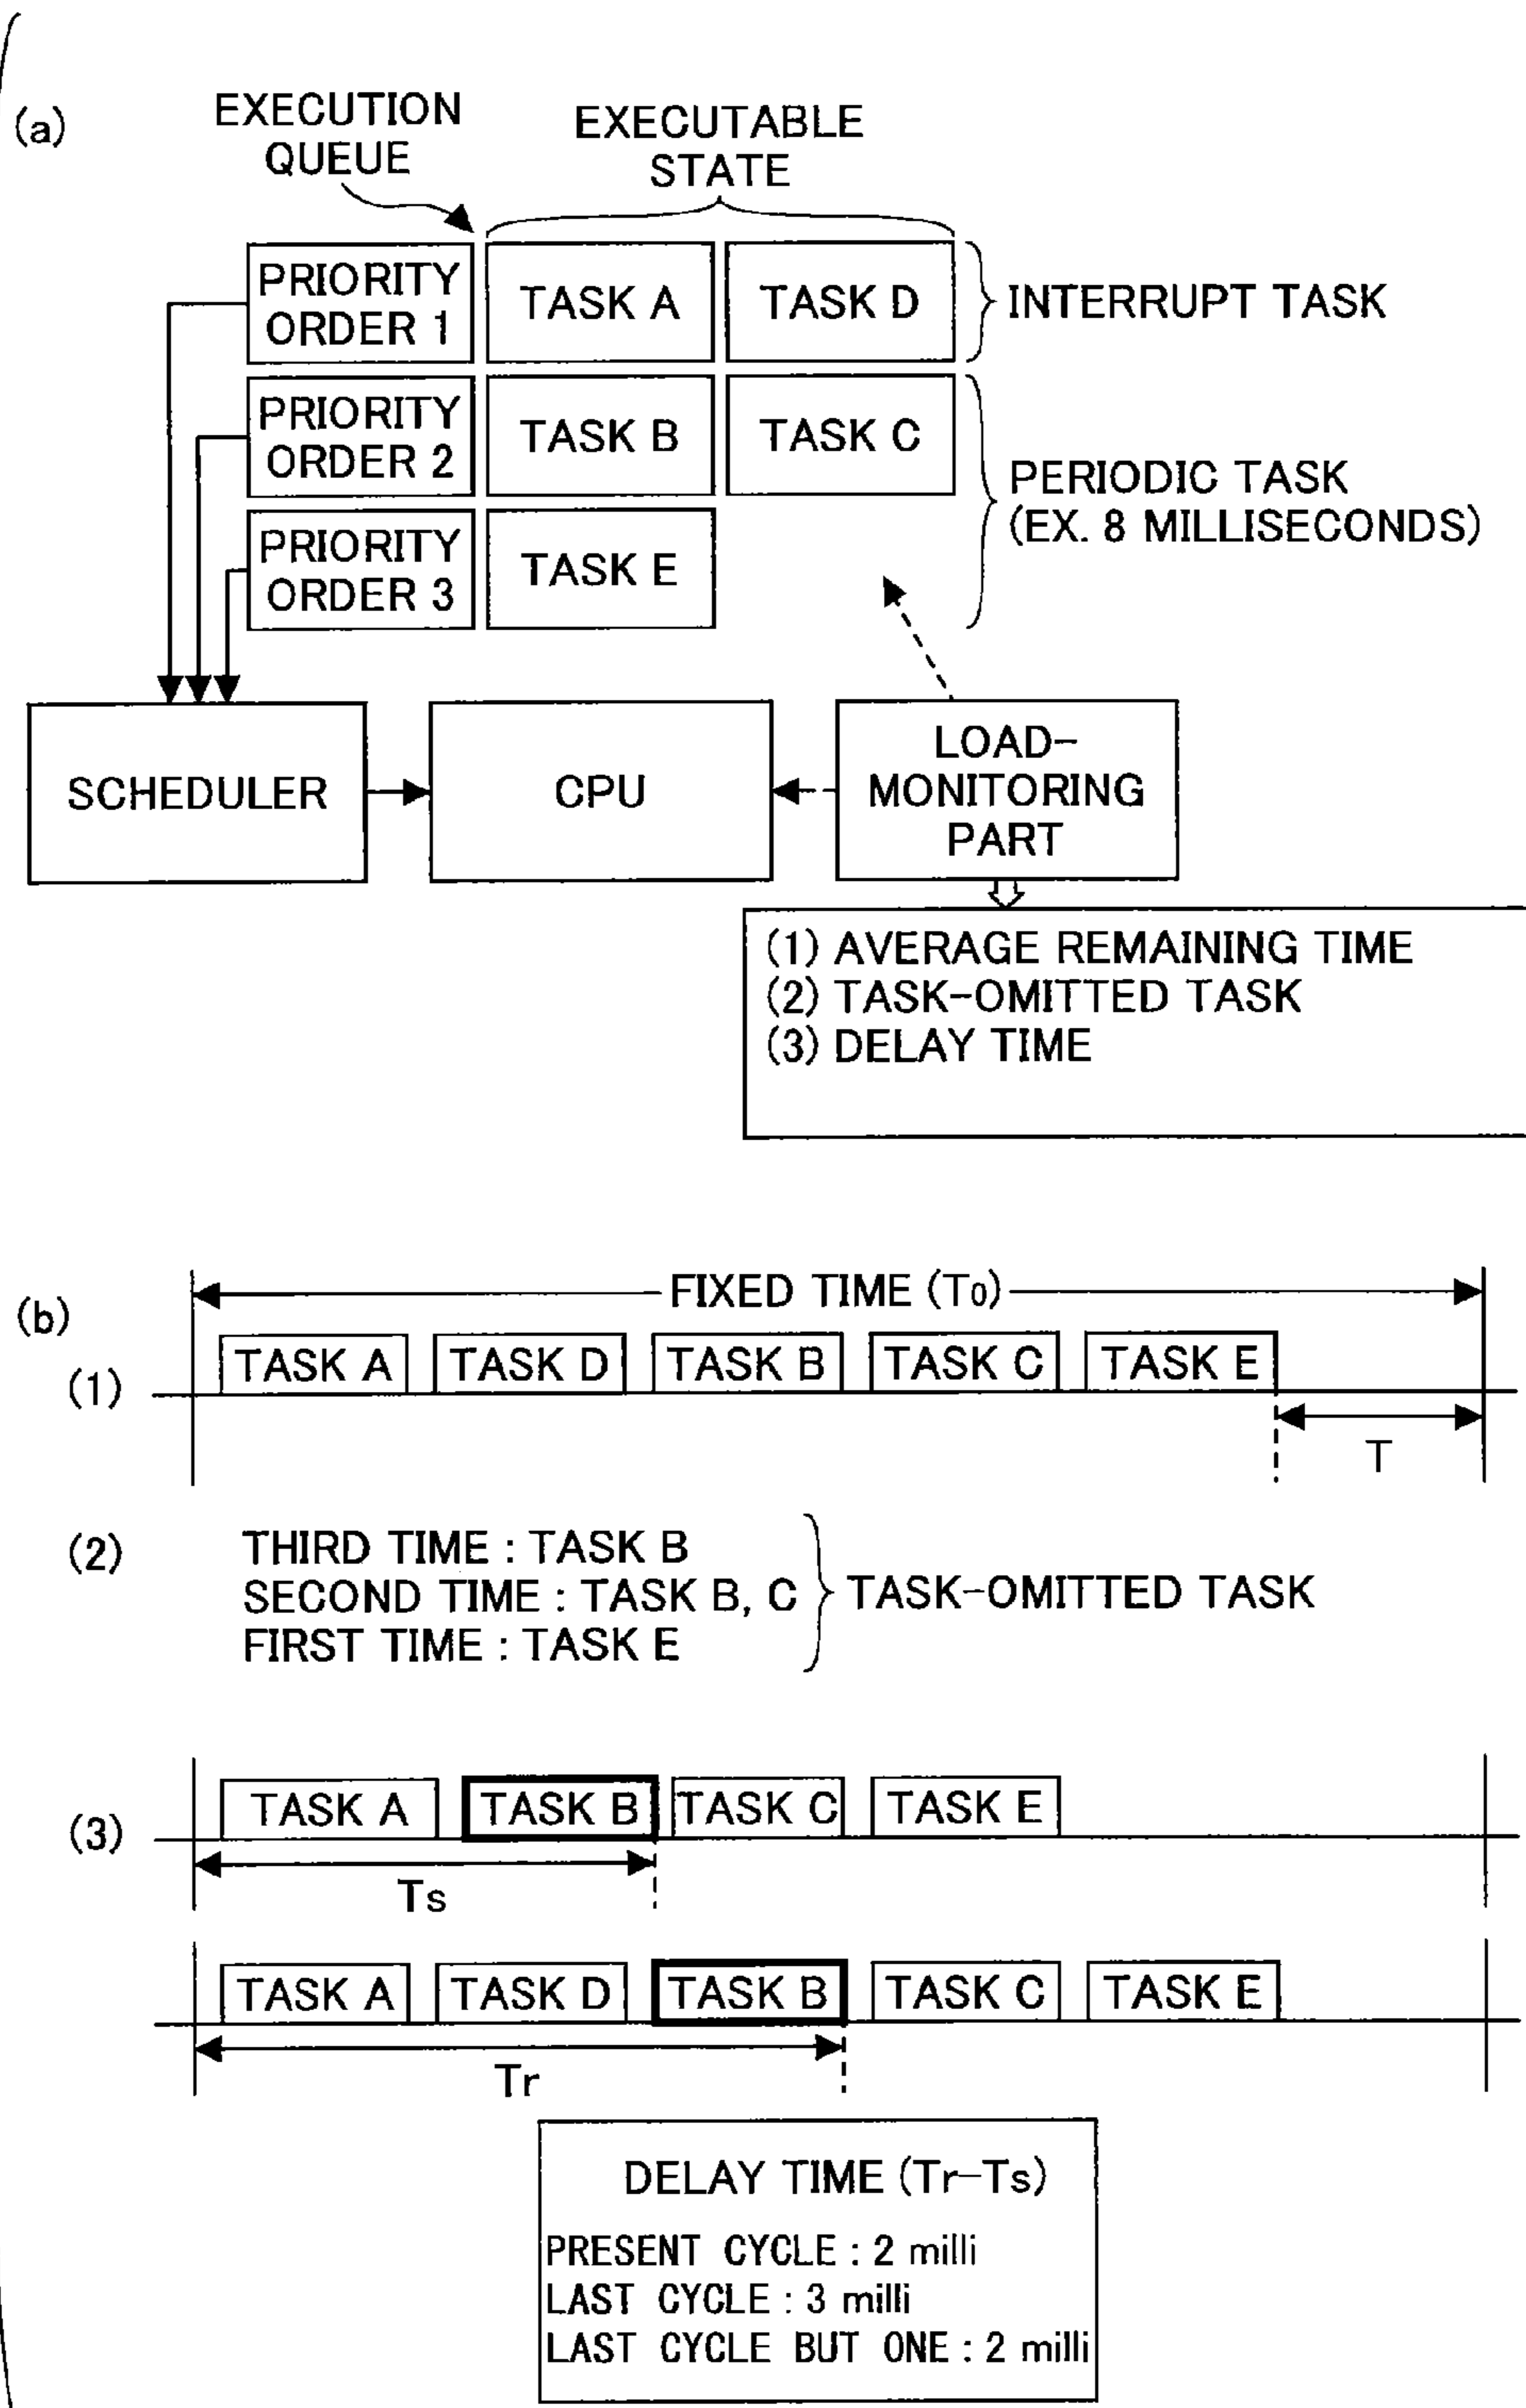 (a)
EXECUTION
QUEUE
EXECUTABLE
STATE
PRIORITY
ORDER 1
TASK A
TASK D
INTERRUPT TASK
PRIORITY
ORDER 2
TASK B
TASK C
PERIODIC TASK
(EX. 8 MILLISECONDS)
PRIORITY
ORDER 3
TASK E
SCHEDULER
CPU
LOAD-
MONITORING
PART
(1) AVERAGE REMAINING TIME
(2) TASK-OMITTED TASK
(3) DELAY TIME
(b)
FIXED TIME (T0)
(1)
TASK A
TASK D
TASK B
TASK C
TASK E
T
(2)
THIRD TIME : TASK B
SECOND TIME : TASK B, C
FIRST TIME : TASK E
TASK-OMITTED TASK
(3)
TASK A
TASK B
TASK C
TASK E
Ts
TASK A
TASK D
TASK B
TASK C
TASK E
Tr
DELAY TIME (Tr-Ts)
PRESENT CYCLE : 2 milli
LAST CYCLE : 3 milli
LAST CYCLE BUT ONE : 2 milli